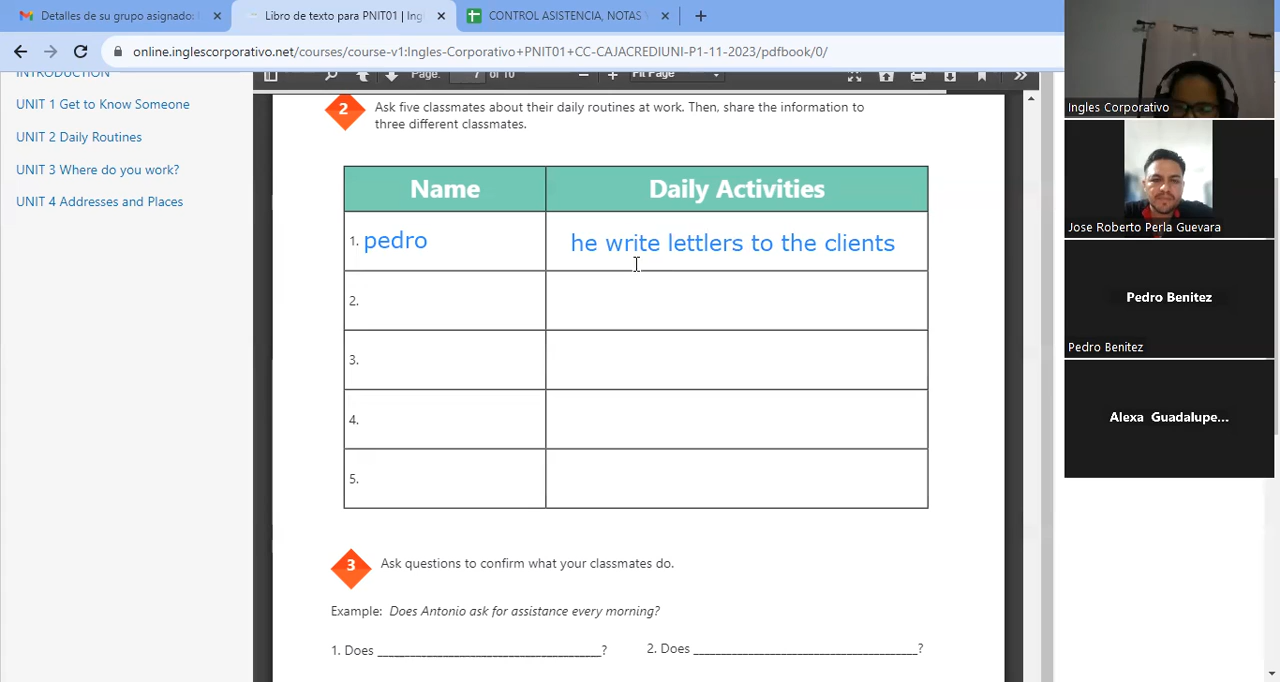 Detalles de su grupo asignado:
Libro de texto para PNIT01 | Ing
CONTROL ASISTENCIA, NOTAS
online.inglescorporativo.net/courses/course-v1:Ingles-Corporativo+PNIT01+CC-CAJACREDIUNI-P1-11-2023/pdfbook/0/
INTRODUCTION
UNIT 1 Get to Know Someone
UNIT 2 Daily Routines
UNIT 3 Where do you work?
UNIT 4 Addresses and Places
Page: 7 of 10
Fit Page
2 Ask five classmates about their daily routines at work. Then, share the information to
three different classmates.
Name Daily Activities
1. pedro he write lettlers to the clients
2.
3.
4.
5.
3 Ask questions to confirm what your classmates do.
Example: Does Antonio ask for assistance every morning?
1. Does ________________________________? 2. Does ________________________________?
Ingles Corporativo
Jose Roberto Perla Guevara
Pedro Benitez
Pedro Benitez
Alexa Guadalupe...